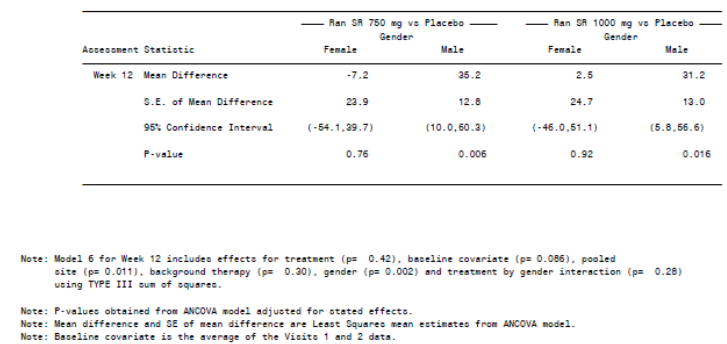 Ran SR 750 mg vs Placebo Ran SR 1000 mg vs Placebo
Gender Gender
Assessment Statistic Female Male Female Male
Week 12 Mean Difference -7.2 35.2 2.5 31.2
S.E. of Mean Difference 23.9 12.8 24.7 13.0
95% Confidence Interval (-54.1,39.7) (10.0,60.3) (-46.0,51.1) (5.8,56.6)
P-value 0.76 0.006 0.92 0.016
Note: Model 6 for Week 12 includes effects for treatment (p= 0.42), baseline covariate (p= 0.086), pooled
site (p= 0.011), background therapy (p= 0.30), gender (p= 0.002) and treatment by gender interaction (p= 0.28)
using TYPE III sum of squares.
Note: P-values obtained from ANCOVA model adjusted for stated effects.
Note: Mean difference and SE of mean difference are Least Squares mean estimates from ANCOVA model.
Note: Baseline covariate is the average of the Visits 1 and 2 data.